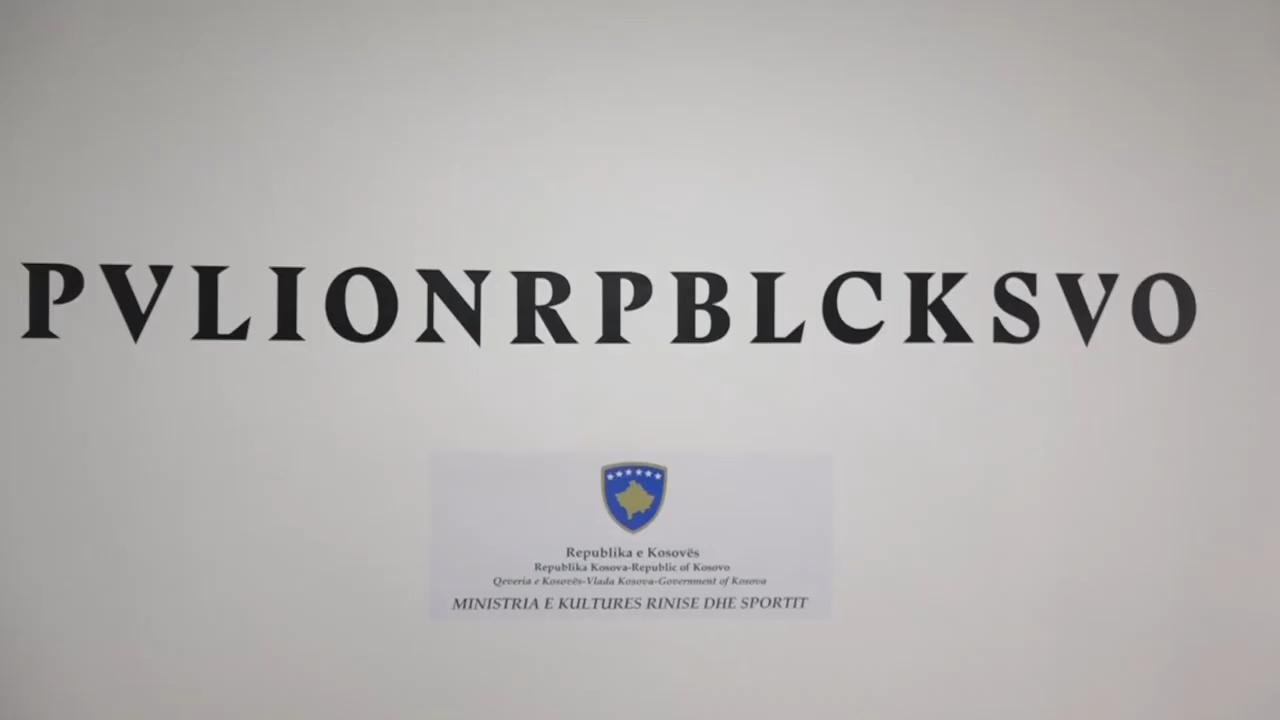 PVLIONRPBLCKSVO
Republika e Kosovës
Republika Kosova-Republic of Kosovo
Qeveria e Kosovës-Vlada Kosova-Government of Kosova
MINISTRIA E KULTURES RINISE DHE SPORTIT